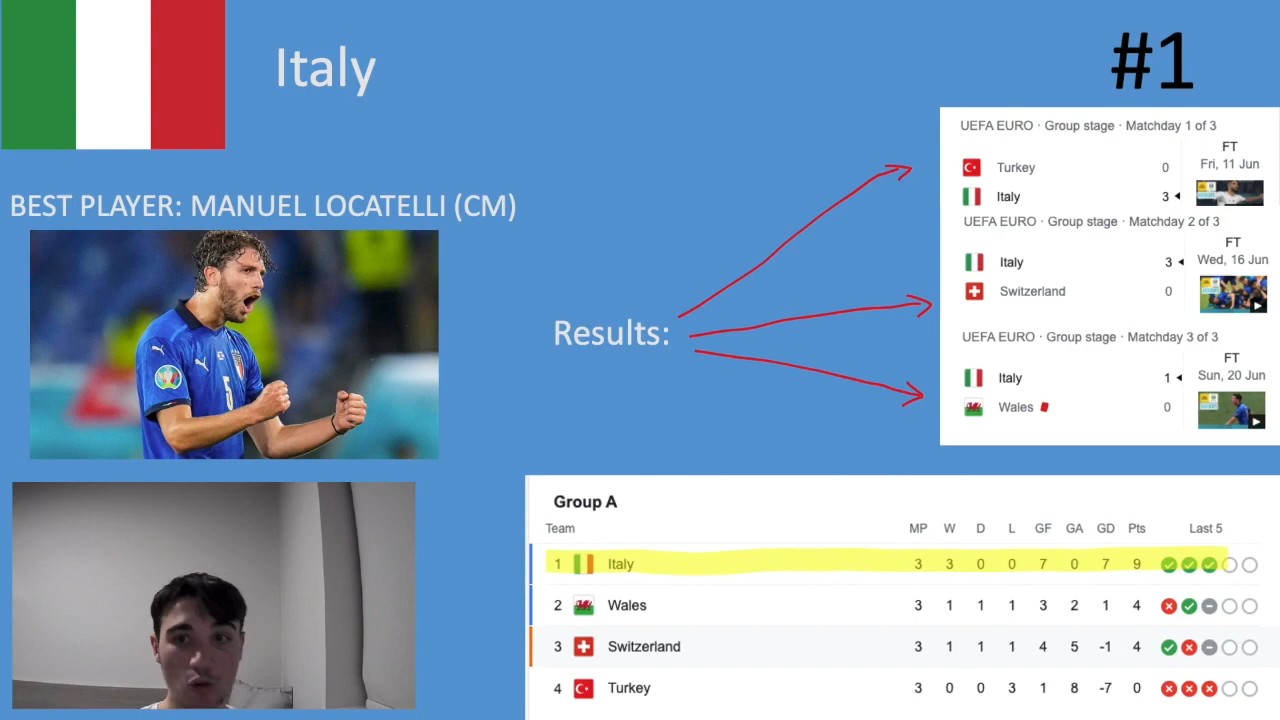 Italy
#1
BEST PLAYER: MANUEL LOCATELLI (CM)
5
Results:
UEFA EURO · Group stage · Matchday 1 of 3
FT
Fri, 11 Jun
Turkey 0
Italy 3
UEFA EURO · Group stage · Matchday 2 of 3
FT
Wed, 16 Jun
Italy 3
Switzerland 0
UEFA EURO · Group stage · Matchday 3 of 3
FT
Sun, 20 Jun
Italy 1
Wales 0
Group A
Team MP W D L GF GA GD Pts Last 5
1 Italy 3 3 0 0 7 0 7 9
2 Wales 3 1 1 1 3 2 1 4
3 Switzerland 3 1 1 1 4 5 -1 4
4 Turkey 3 0 0 3 1 8 -7 0